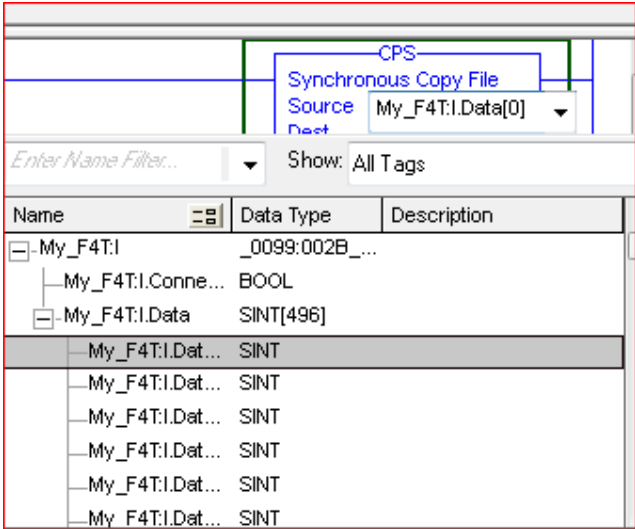 CPS
Synchronous Copy File
Source My_F4T:I.Data[0]
Dest
Enter Name Filter... Show: All Tags
Name Data Type Description
My_F4T:I _0099:002B_...
My_F4T:I.Conne... BOOL
My_F4T:I.Data SINT[496]
My_F4T:I.Dat... SINT
My_F4T:I.Dat... SINT
My_F4T:I.Dat... SINT
My_F4T:I.Dat... SINT
My_F4T:I.Dat... SINT
My_F4T:I.Dat... SINT